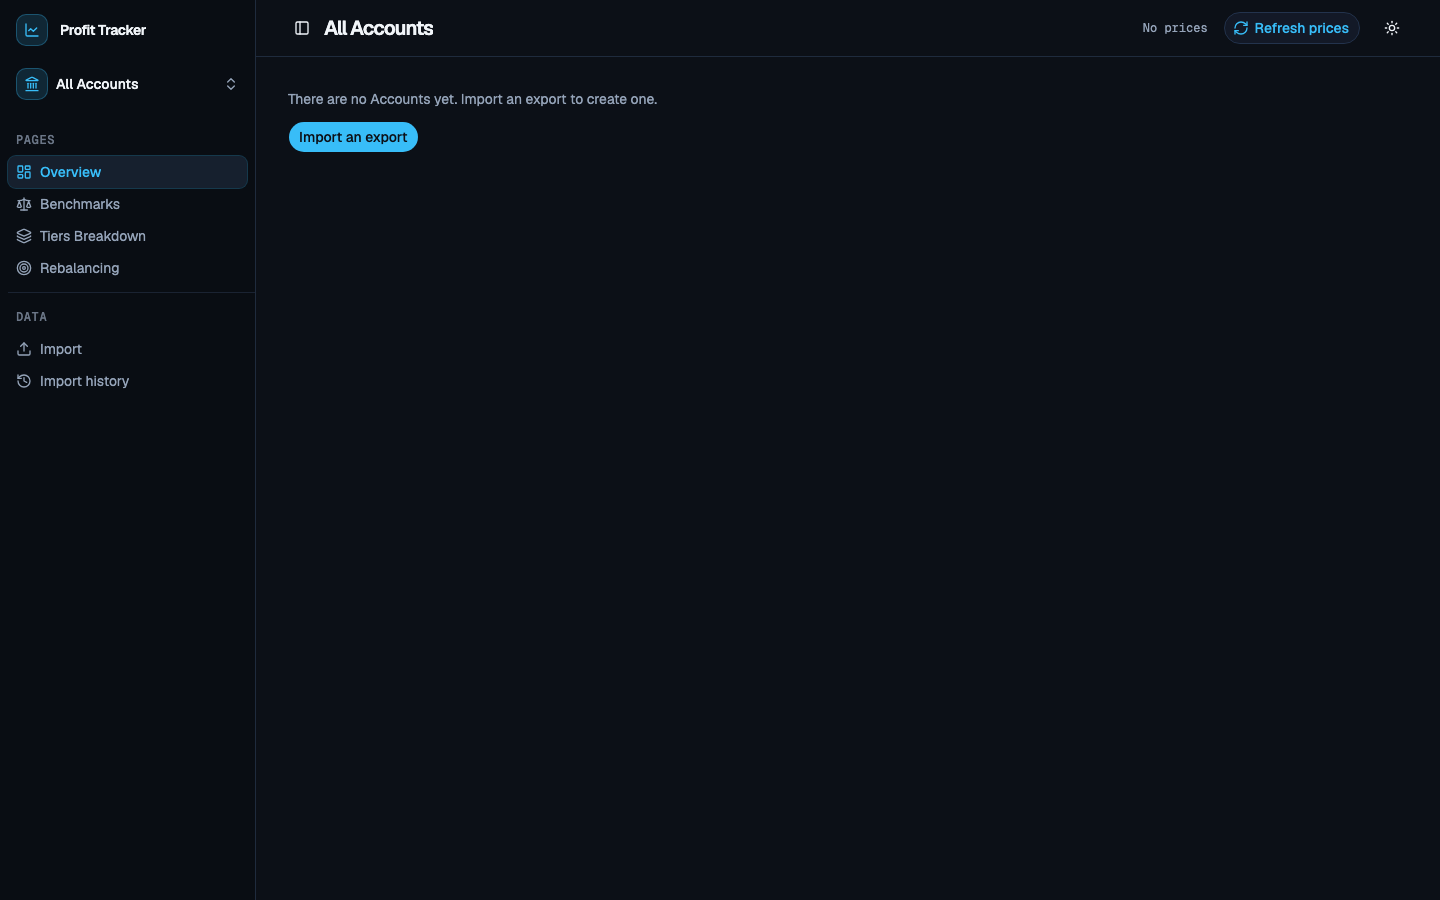 Profit Tracker
All Accounts
PAGES
Overview
Benchmarks
Tiers Breakdown
Rebalancing
DATA
Import
Import history
All Accounts
No prices
Refresh prices
There are no Accounts yet. Import an export to create one.
Import an export